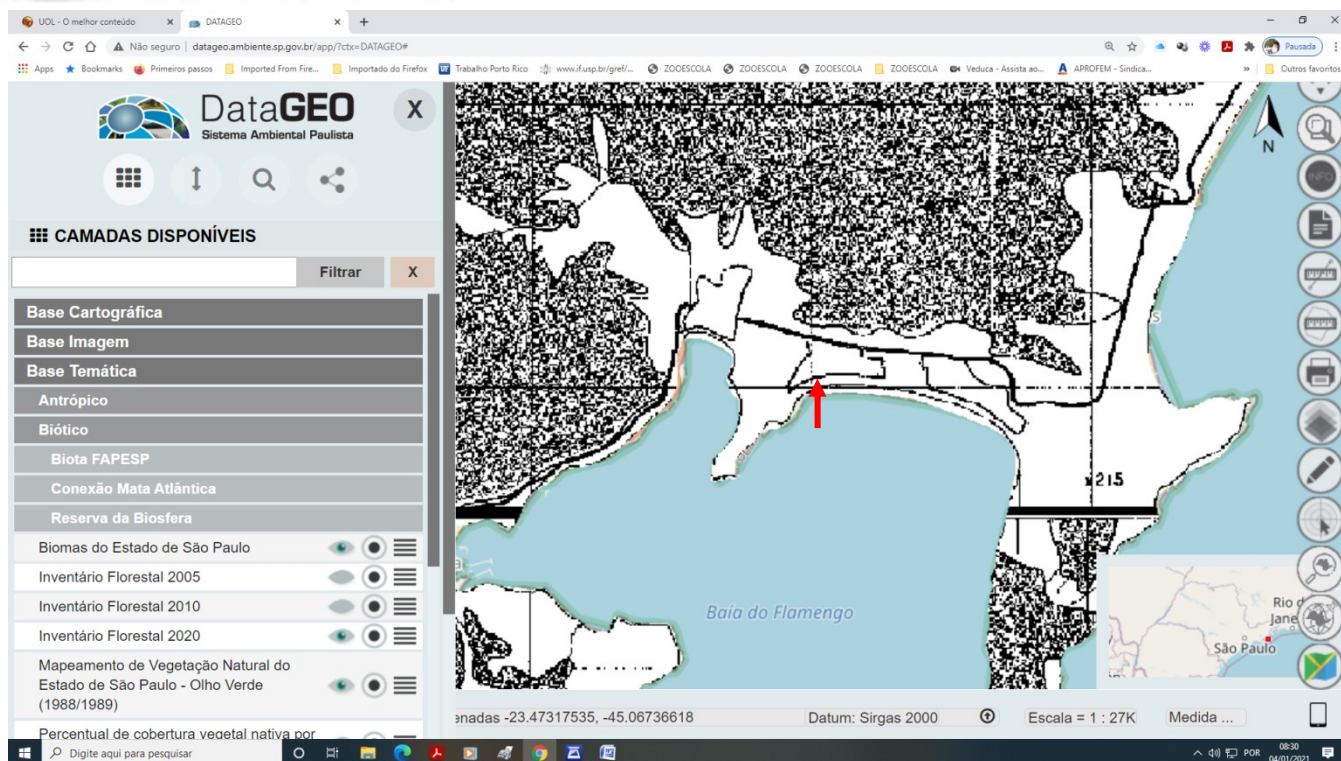 UOL - O melhor conteúdo
DATAGEO
Não seguro | datageo.ambiente.sp.gov.br/app/?ctx=DATAGEO#
Pausada
Apps
Bookmarks
Primeiros passos
Imported From Fire...
Importado do Firefox
Trabalho Porto Rico
www.if.usp.br/gref/...
ZOOESCOLA
ZOOESCOLA
ZOOESCOLA
ZOOESCOLA
Veduca - Assista ao...
APROFEM - Sindica...
Outros favoritos
DataGEO
Sistema Ambiental Paulista
X
CAMADAS DISPONÍVEIS
Filtrar
X
Base Cartográfica
Base Imagem
Base Temática
Antrópico
Biótico
Biota FAPESP
Conexão Mata Atlântica
Reserva da Biosfera
Biomas do Estado de São Paulo
Inventário Florestal 2005
Inventário Florestal 2010
Inventário Florestal 2020
Mapeamento de Vegetação Natural do
Estado de São Paulo - Olho Verde
(1988/1989)
Percentual de cobertura vegetal nativa por
N
INFO
215
Baía do Flamengo
Rio d
Jane
São Paulo
enadas -23.47317535, -45.06736618
Datum: Sirgas 2000
Escala = 1 : 27K
Medida ...
Digite aqui para pesquisar
POR
08:30
04/01/2021